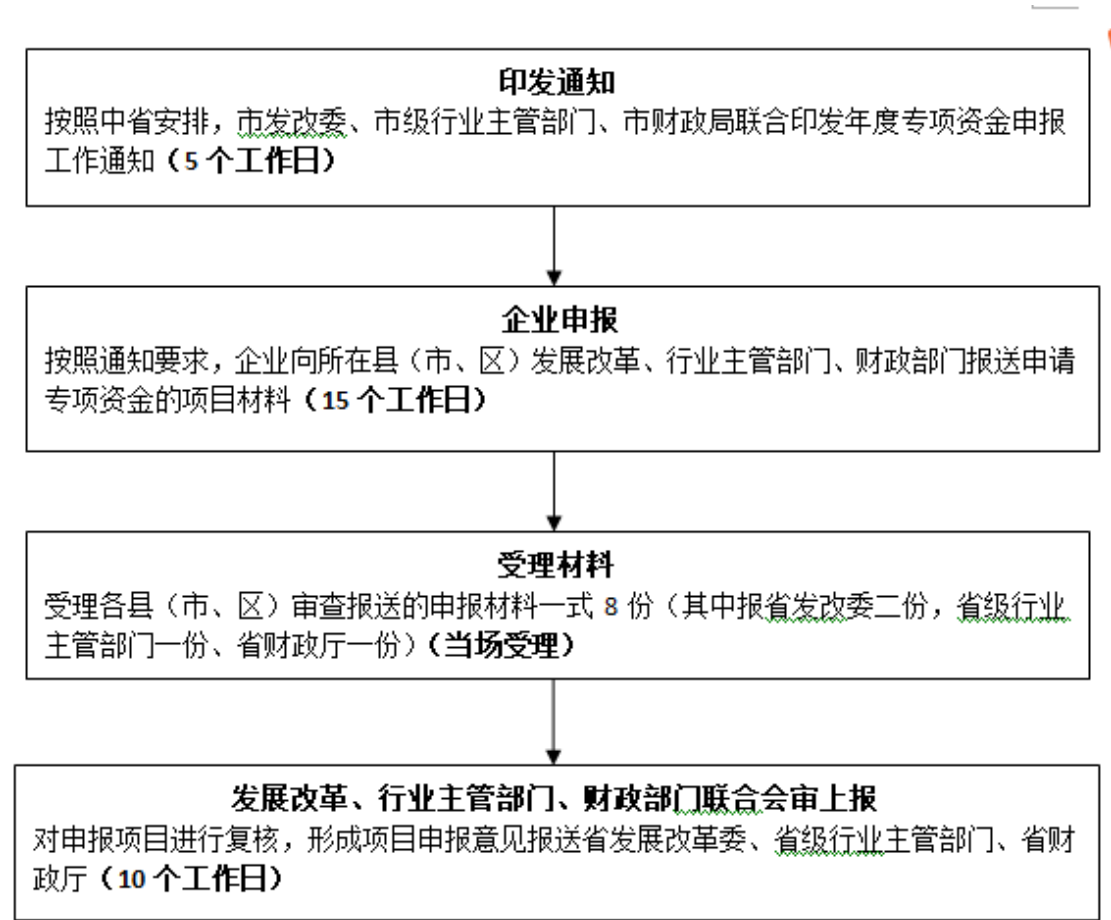 印发通知
按照中省安排，市发改委、市级行业主管部门、市财政局联合印发年度专项资金申报
工作通知（5 个工作日）
企业申报
按照通知要求，企业向所在县（市、区）发展改革、行业主管部门、财政部门报送申请
专项资金的项目材料（15 个工作日）
受理材料
受理各县（市、区）审查报送的申报材料一式 8 份（其中报省发改委二份，省级行业
主管部门一份、省财政厅一份）（当场受理）
发展改革、行业主管部门、财政部门联合会审上报
对申报项目进行复核，形成项目申报意见报送省发展改革委、省级行业主管部门、省财
政厅（10 个工作日）